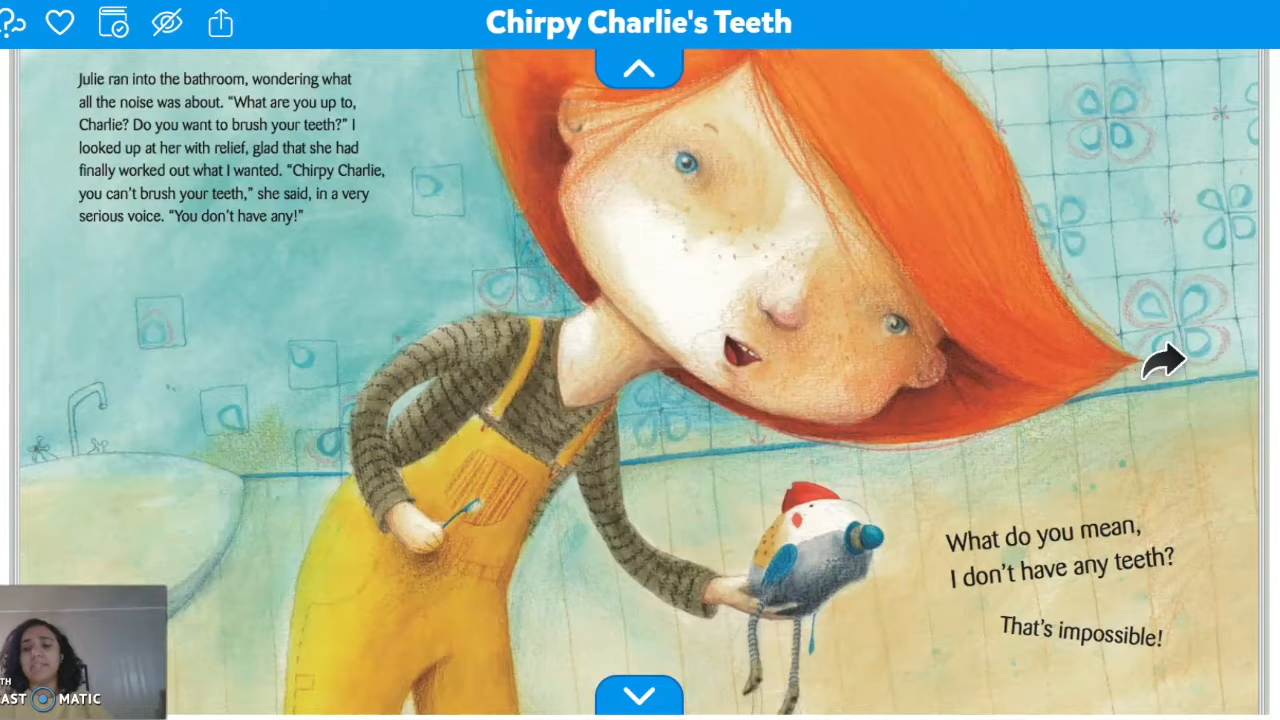 Chirpy Charlie's Teeth
Julie ran into the bathroom, wondering what
all the noise was about. “What are you up to,
Charlie? Do you want to brush your teeth?” I
looked up at her with relief, glad that she had
finally worked out what I wanted. “Chirpy Charlie,
you can’t brush your teeth,” she said, in a very
serious voice. “You don’t have any!”
What do you mean,
I don’t have any teeth?
That’s impossible!
TH
AST MATIC